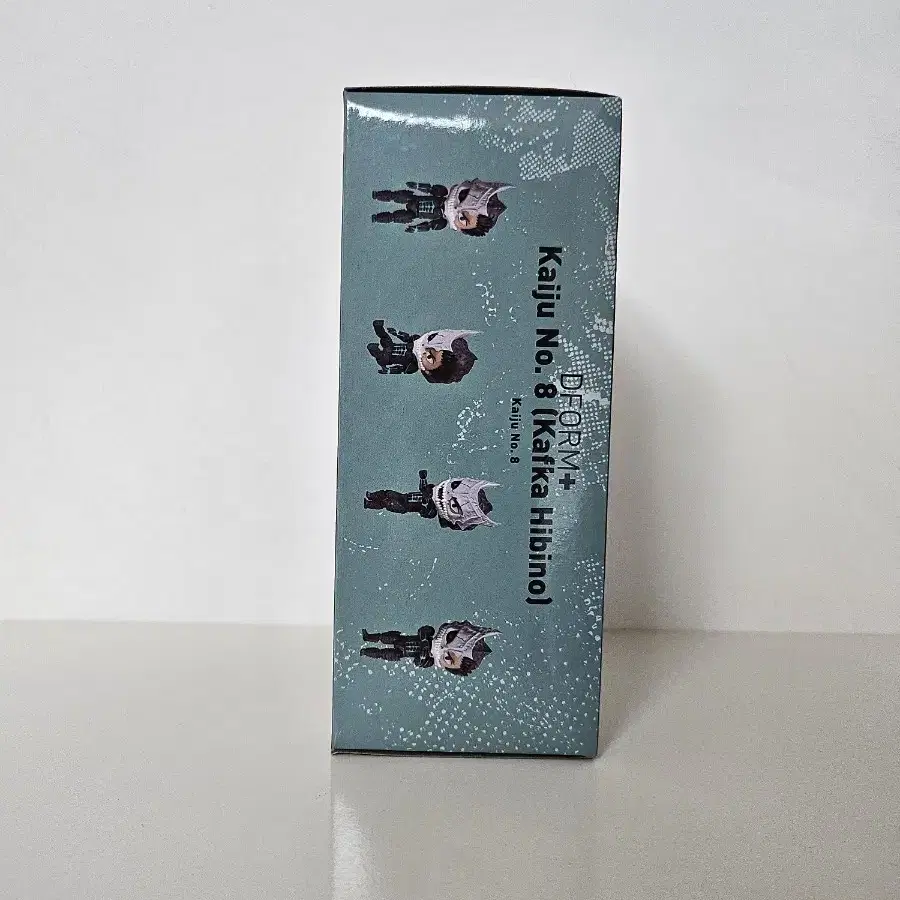 DFORM+
Kaiju No. 8 (Kafka Hibino)
Kaiju No. 8